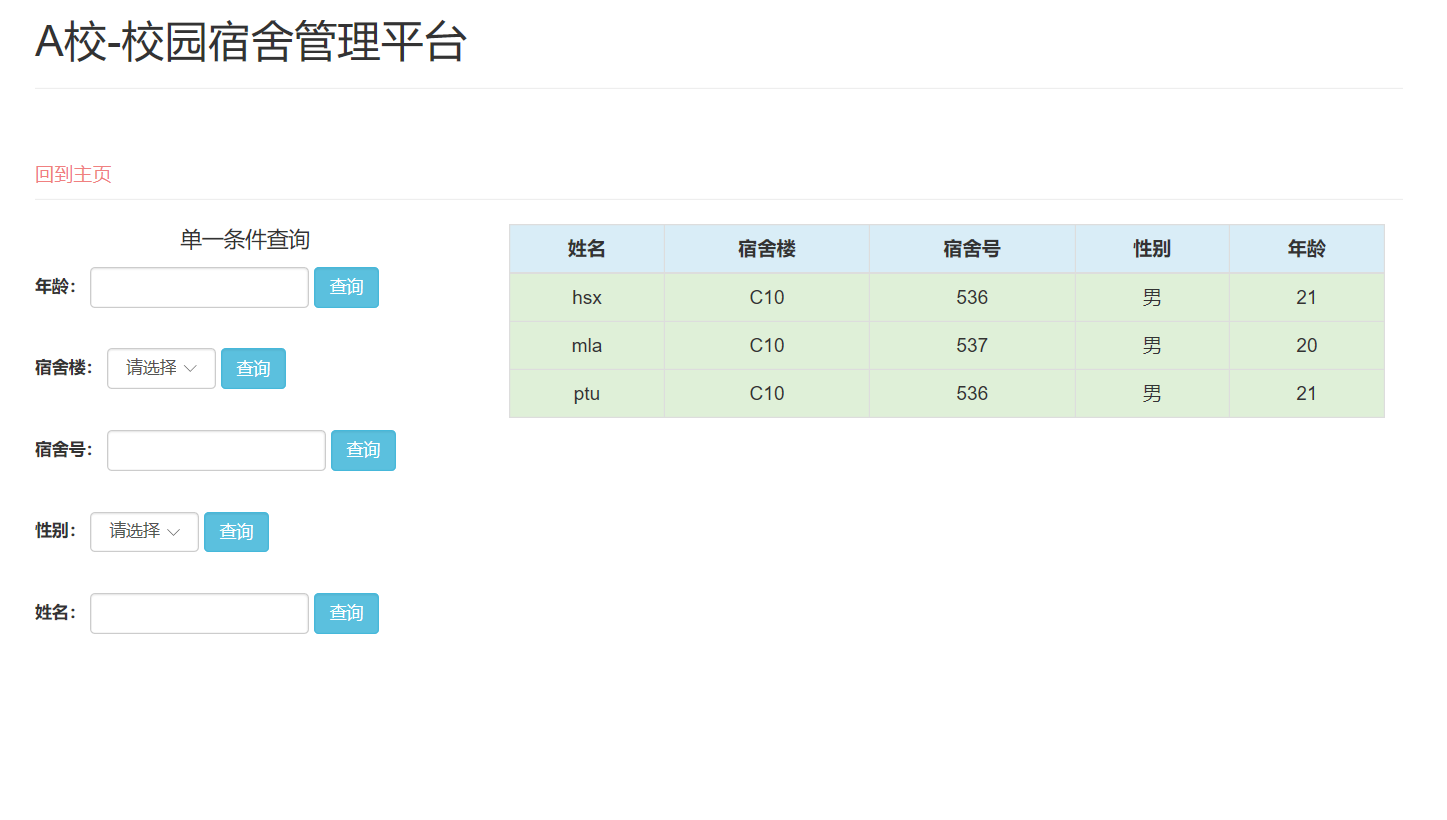 A校-校园宿舍管理平台
回到主页
单一条件查询
年龄： 查询
宿舍楼： 请选择 查询
宿舍号： 查询
性别： 请选择 查询
姓名： 查询
姓名 宿舍楼 宿舍号 性别 年龄
hsx C10 536 男 21
mla C10 537 男 20
ptu C10 536 男 21